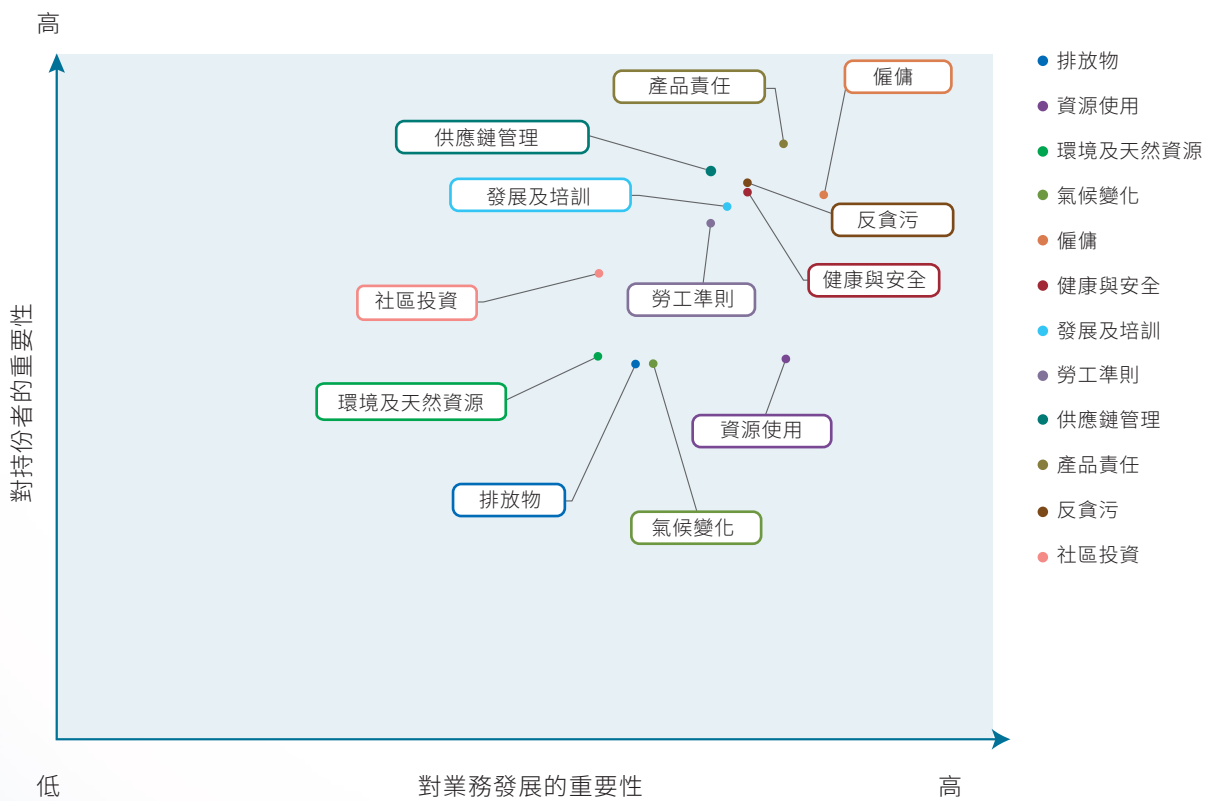 高
產品責任
僱傭
供應鏈管理
發展及培訓
反貪污
健康與安全
社區投資
勞工準則
環境及天然資源
資源使用
排放物
氣候變化
對持份者的重要性
低
對業務發展的重要性
高
排放物
資源使用
環境及天然資源
氣候變化
僱傭
健康與安全
發展及培訓
勞工準則
供應鏈管理
產品責任
反貪污
社區投資